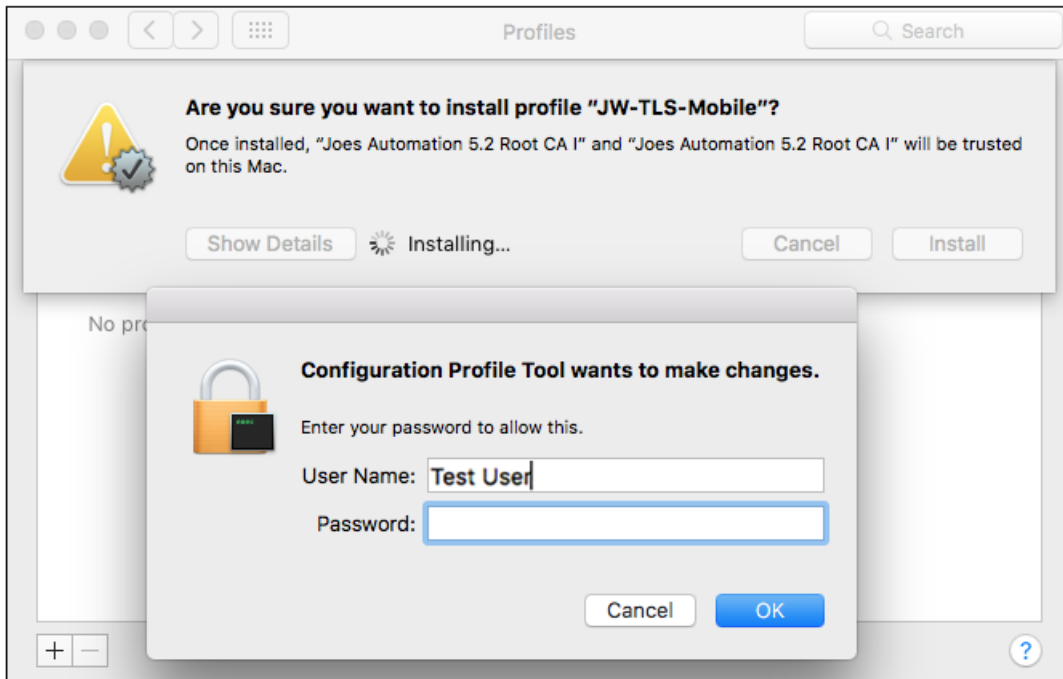 Profiles
Search
Are you sure you want to install profile “JW-TLS-Mobile”?
Once installed, “Joes Automation 5.2 Root CA I” and “Joes Automation 5.2 Root CA I” will be trusted
on this Mac.
Show Details
Installing...
Cancel
Install
No pro
Configuration Profile Tool wants to make changes.
Enter your password to allow this.
User Name: Test User
Password:
Cancel
OK
+
−
?